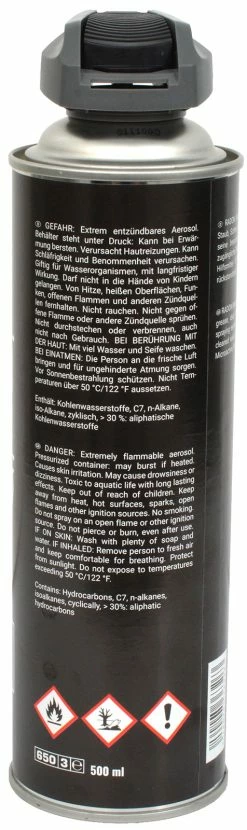 GEFAHR: Extrem entzündbares Aerosol.
Behälter steht unter Druck: Kann bei Erwär-
mung bersten. Verursacht Hautreizungen. Kann
Schläfrigkeit und Benommenheit verursachen.
Giftig für Wasserorganismen, mit langfristiger
Wirkung. Darf nicht in die Hände von Kindern
gelangen. Von Hitze, heißen Oberflächen, Fun-
ken, offenen Flammen und anderen Zündquel-
len fernhalten. Nicht rauchen. Nicht gegen of-
fene Flamme oder andere Zündquelle sprühen.
Nicht durchstechen oder verbrennen, auch
nicht nach Gebrauch. BEI BERÜHRUNG MIT
DER HAUT: Mit viel Wasser und Seife waschen.
BEI EINATMEN: Die Person an die frische Luft
bringen und für ungehinderte Atmung sorgen.
Vor Sonnenbestrahlung schützen. Nicht Tem-
peraturen über 50 °C/122 °F aussetzen.
Enthält: Kohlenwasserstoffe, C7, n-Alkane,
iso-Alkane, zyklisch, > 30 %: aliphatische
Kohlenwasserstoffe
DANGER: Extremely flammable aerosol.
Pressurized container: may burst if heated.
Causes skin irritation. May cause drowsiness or
dizziness. Toxic to aquatic life with long lasting
effects. Keep out of reach of children. Keep
away from heat, hot surfaces, sparks, open
flames and other ignition sources. No smoking.
Do not spray on an open flame or other ignition
source. Do not pierce or burn, even after use.
IF ON SKIN: Wash with plenty of soap and
water. IF INHALED: Remove person to fresh air
and keep comfortable for breathing. Protect
from sunlight. Do not expose to temperatures
exceeding 50 °C/122 °F.
Contains: Hydrocarbons, C7, n-alkanes,
isoalkanes, cyclically, > 30%: aliphatic
hydrocarbons
650 3 e 500 ml